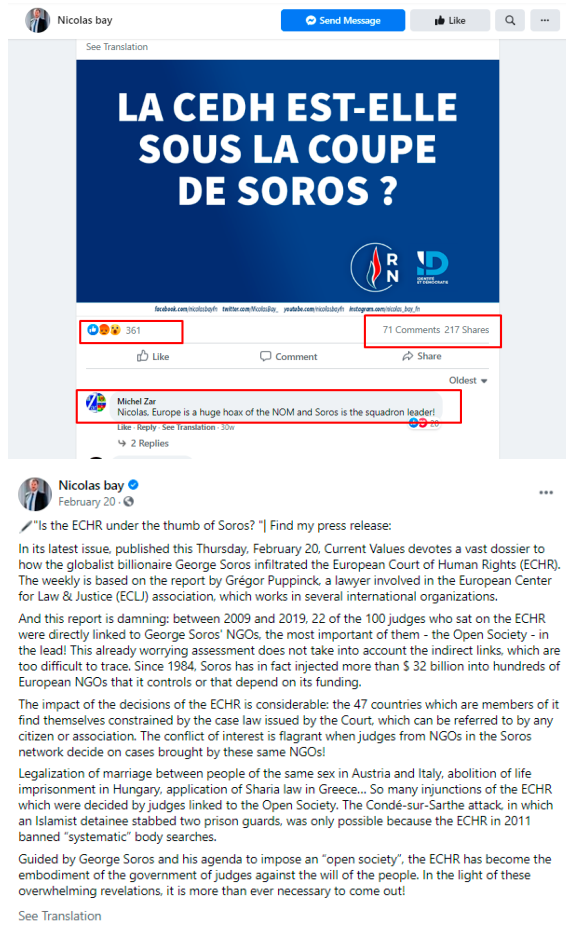 Nicolas bay
Send Message
Like
See Translation
LA CEDH EST-ELLE
SOUS LA COUPE
DE SOROS ?
R
N
ID
IDENTITÉ
ET DÉMOCRATIE
facebook.com/nicolasbayfn twitter.com/NicolasBay_ youtube.com/nicolasbayfn instagram.com/nicolas_bay_fn
361
71 Comments 217 Shares
Like
Comment
Share
Oldest
Michel Zar
Nicolas, Europe is a huge hoax of the NOM and Soros is the squadron leader!
Like · Reply · See Translation · 30w
20
2 Replies
Nicolas bay
February 20 ·
"Is the ECHR under the thumb of Soros? "| Find my press release:
In its latest issue, published this Thursday, February 20, Current Values devotes a vast dossier to
how the globalist billionaire George Soros infiltrated the European Court of Human Rights (ECHR).
The weekly is based on the report by Grégor Puppinck, a lawyer involved in the European Center
for Law & Justice (ECLJ) association, which works in several international organizations.
And this report is damning: between 2009 and 2019, 22 of the 100 judges who sat on the ECHR
were directly linked to George Soros' NGOs, the most important of them - the Open Society - in
the lead! This already worrying assessment does not take into account the indirect links, which are
too difficult to trace. Since 1984, Soros has in fact injected more than $ 32 billion into hundreds of
European NGOs that it controls or that depend on its funding.
The impact of the decisions of the ECHR is considerable: the 47 countries which are members of it
find themselves constrained by the case law issued by the Court, which can be referred to by any
citizen or association. The conflict of interest is flagrant when judges from NGOs in the Soros
network decide on cases brought by these same NGOs!
Legalization of marriage between people of the same sex in Austria and Italy, abolition of life
imprisonment in Hungary, application of Sharia law in Greece... So many injunctions of the ECHR
which were decided by judges linked to the Open Society. The Condé-sur-Sarthe attack, in which
an Islamist detainee stabbed two prison guards, was only possible because the ECHR in 2011
banned “systematic” body searches.
Guided by George Soros and his agenda to impose an “open society”, the ECHR has become the
embodiment of the government of judges against the will of the people. In the light of these
overwhelming revelations, it is more than ever necessary to come out!
See Translation